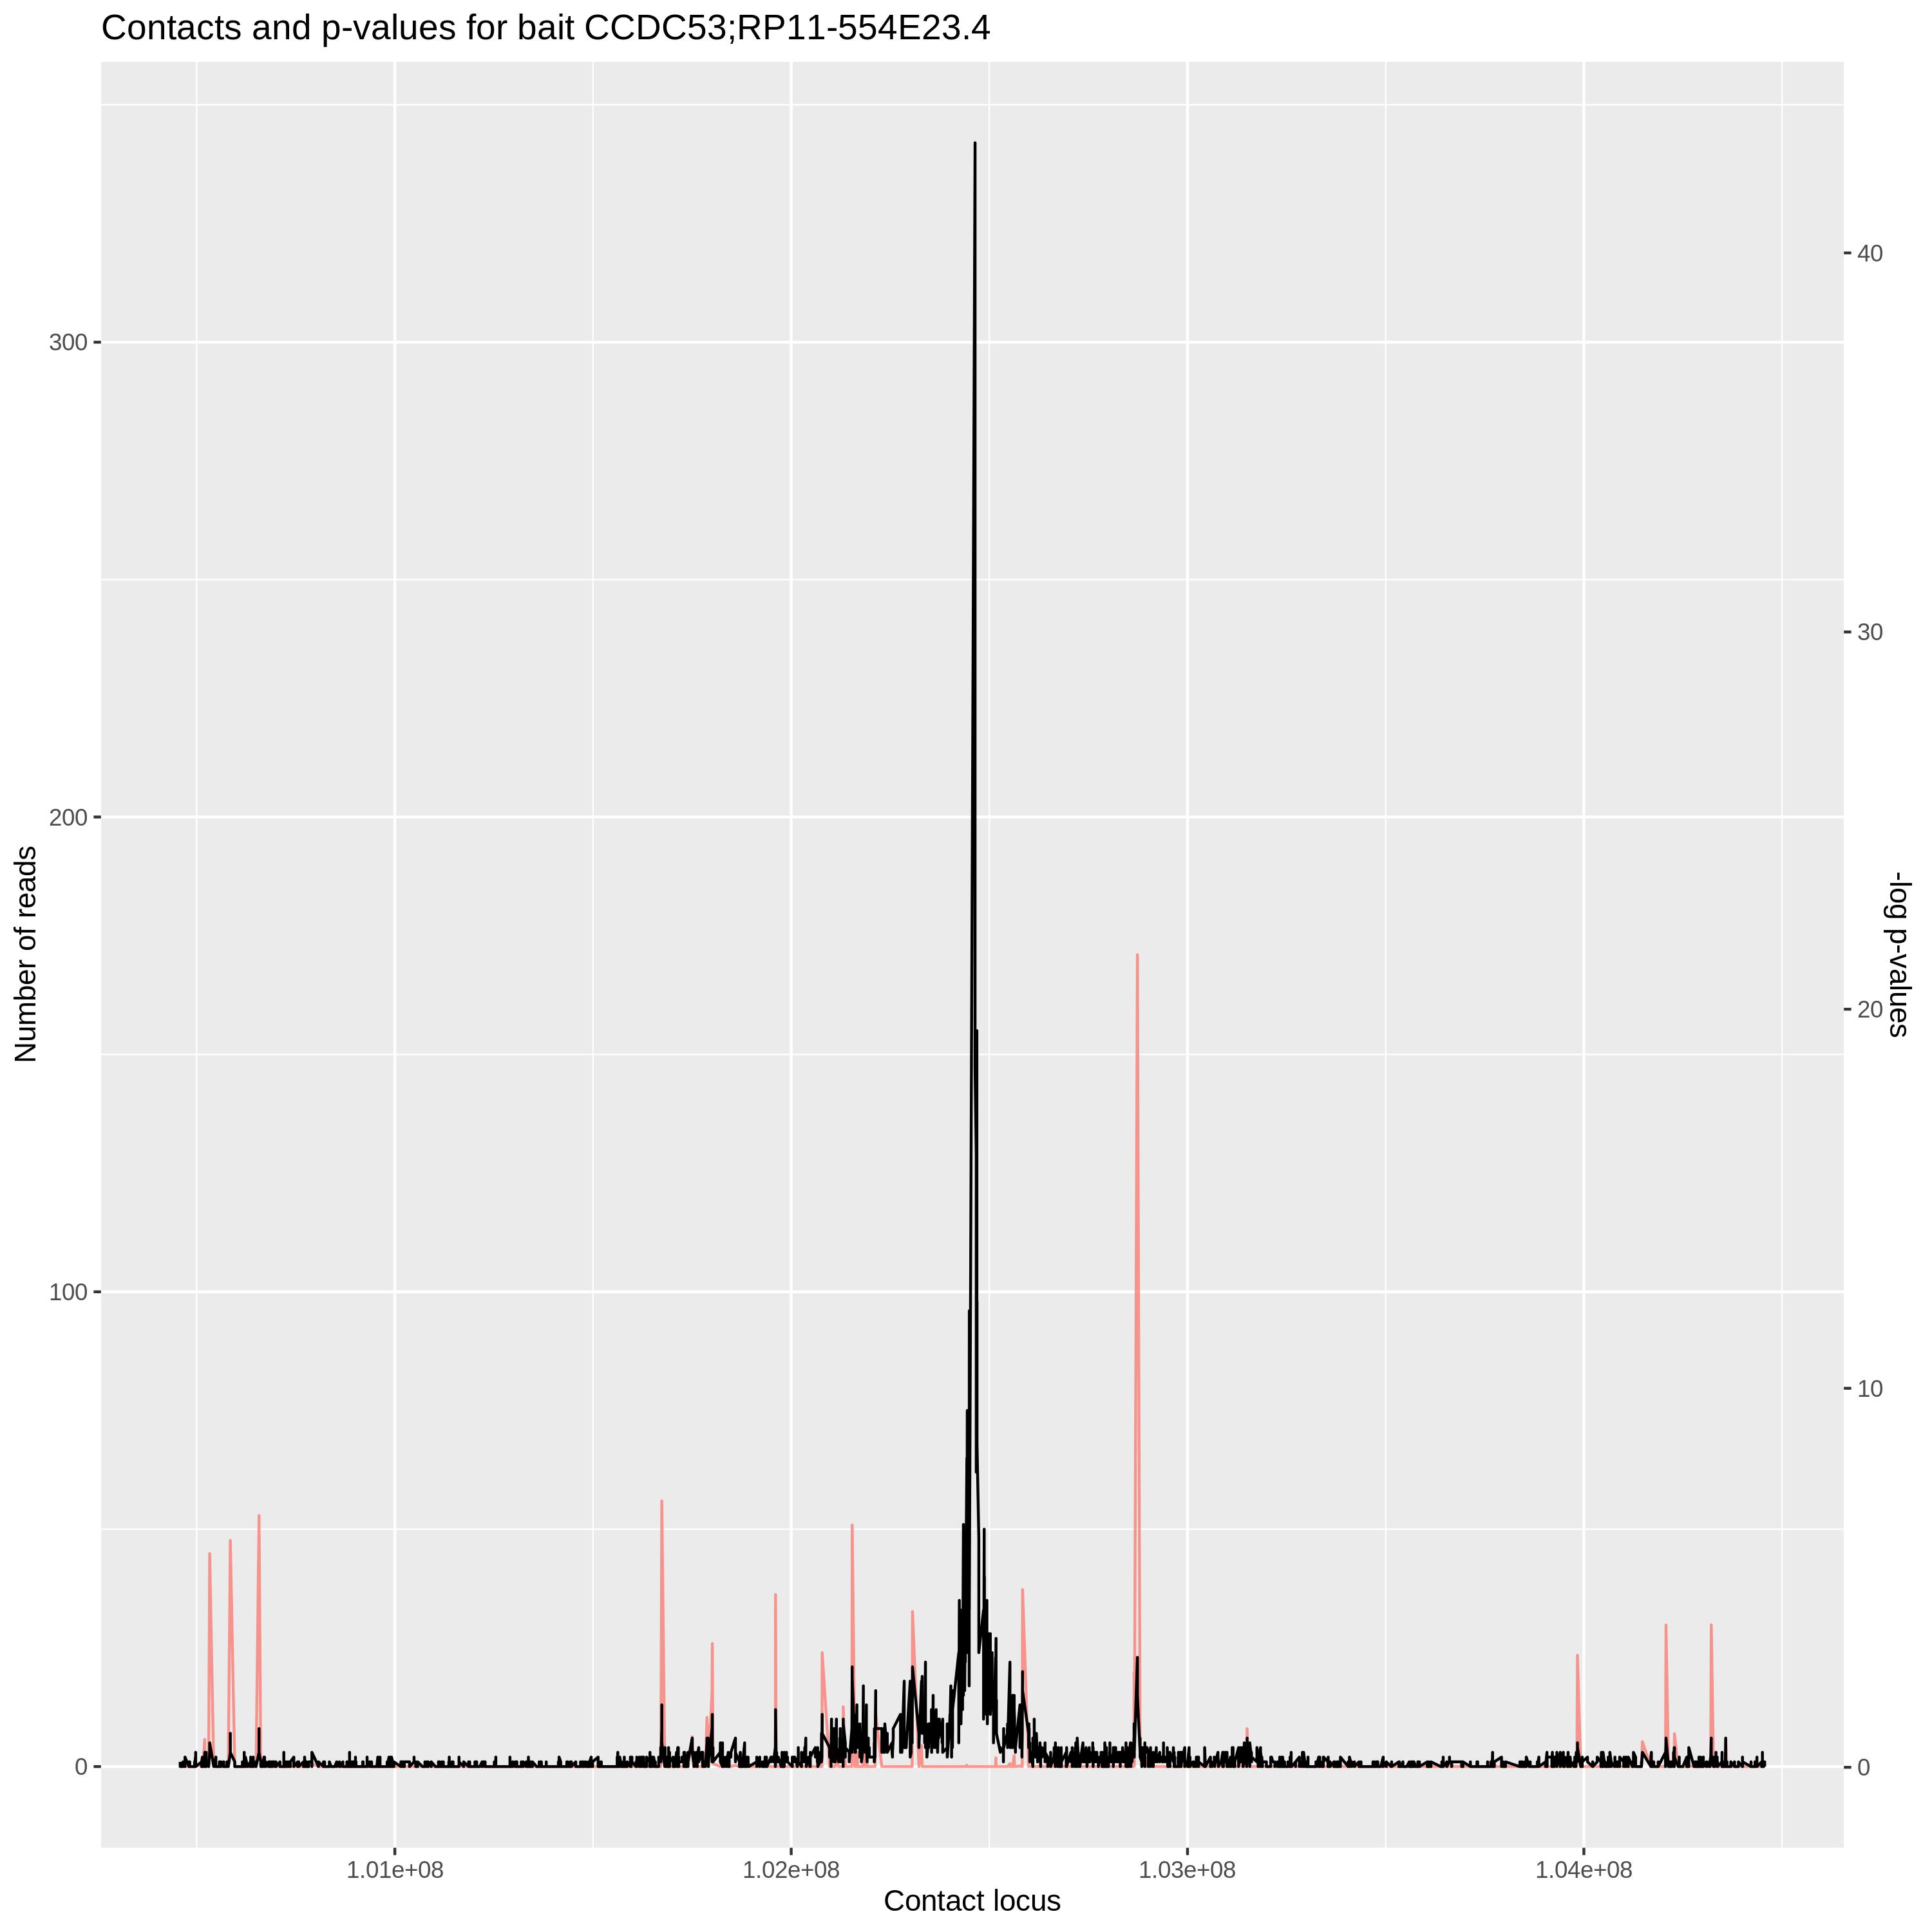 Contacts and p-values for bait CCDC53;RP11-554E23.4
Number of reads
300
200
100
0
40
30
20
10
0
-log p-values
1.01e+08
1.02e+08
1.03e+08
1.04e+08
Contact locus